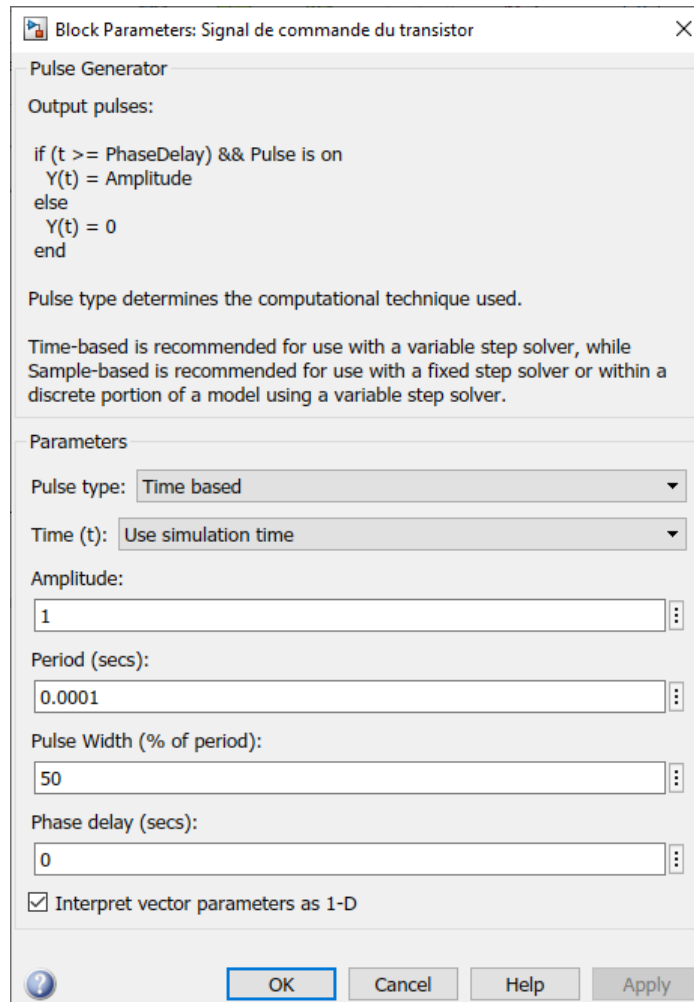 Block Parameters: Signal de commande du transistor
Pulse Generator
Output pulses:
if (t >= PhaseDelay) && Pulse is on
Y(t) = Amplitude
else
Y(t) = 0
end
Pulse type determines the computational technique used.
Time-based is recommended for use with a variable step solver, while
Sample-based is recommended for use with a fixed step solver or within a
discrete portion of a model using a variable step solver.
Parameters
Pulse type: Time based
Time (t): Use simulation time
Amplitude:
1
Period (secs):
0.0001
Pulse Width (% of period):
50
Phase delay (secs):
0
Interpret vector parameters as 1-D
? OK Cancel Help Apply